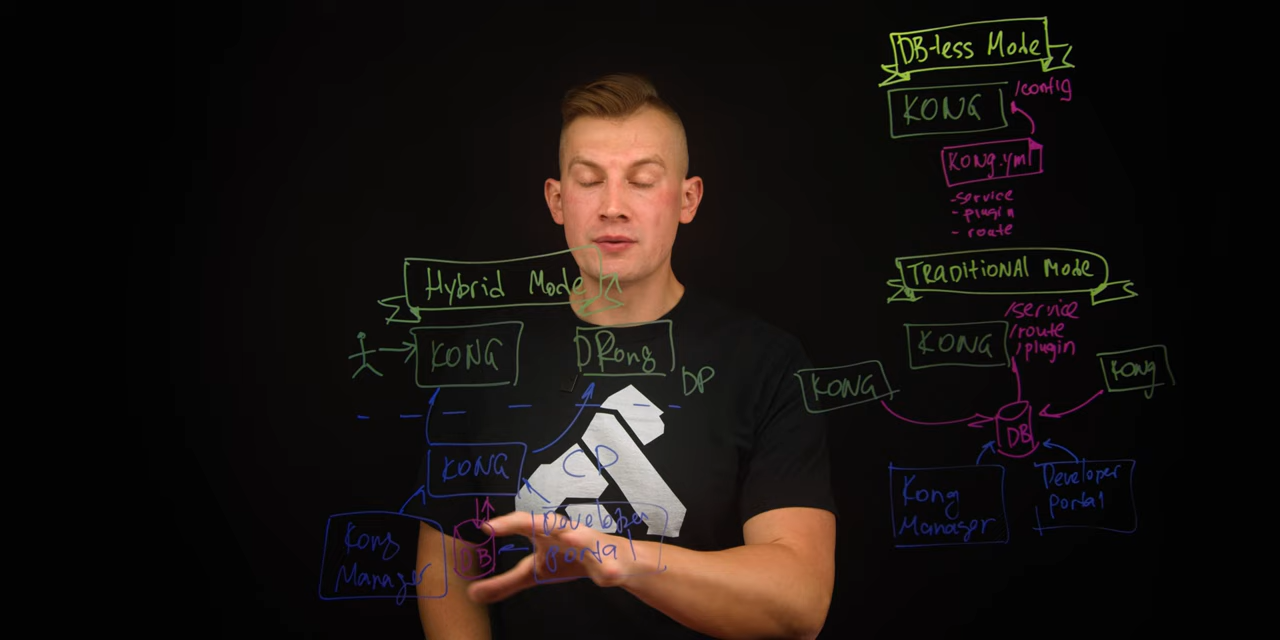 DB-less Mode
KONG
/config
KONG.yml
-service
- plugin
- route
TRADITIONAL MODE
/service
/route
/plugin
KONG
KONG
KONG
DB
Kong
Manager
Developer
Portal
Hybrid Mode
KONG
DP
KONG
CP
Kong
Manager
DB
Developer